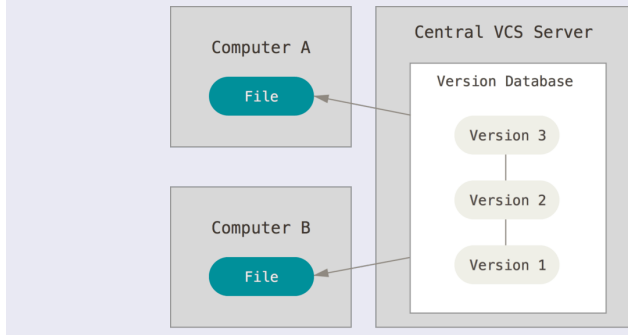 Computer A
File
Computer B
File
Central VCS Server
Version Database
Version 3
Version 2
Version 1